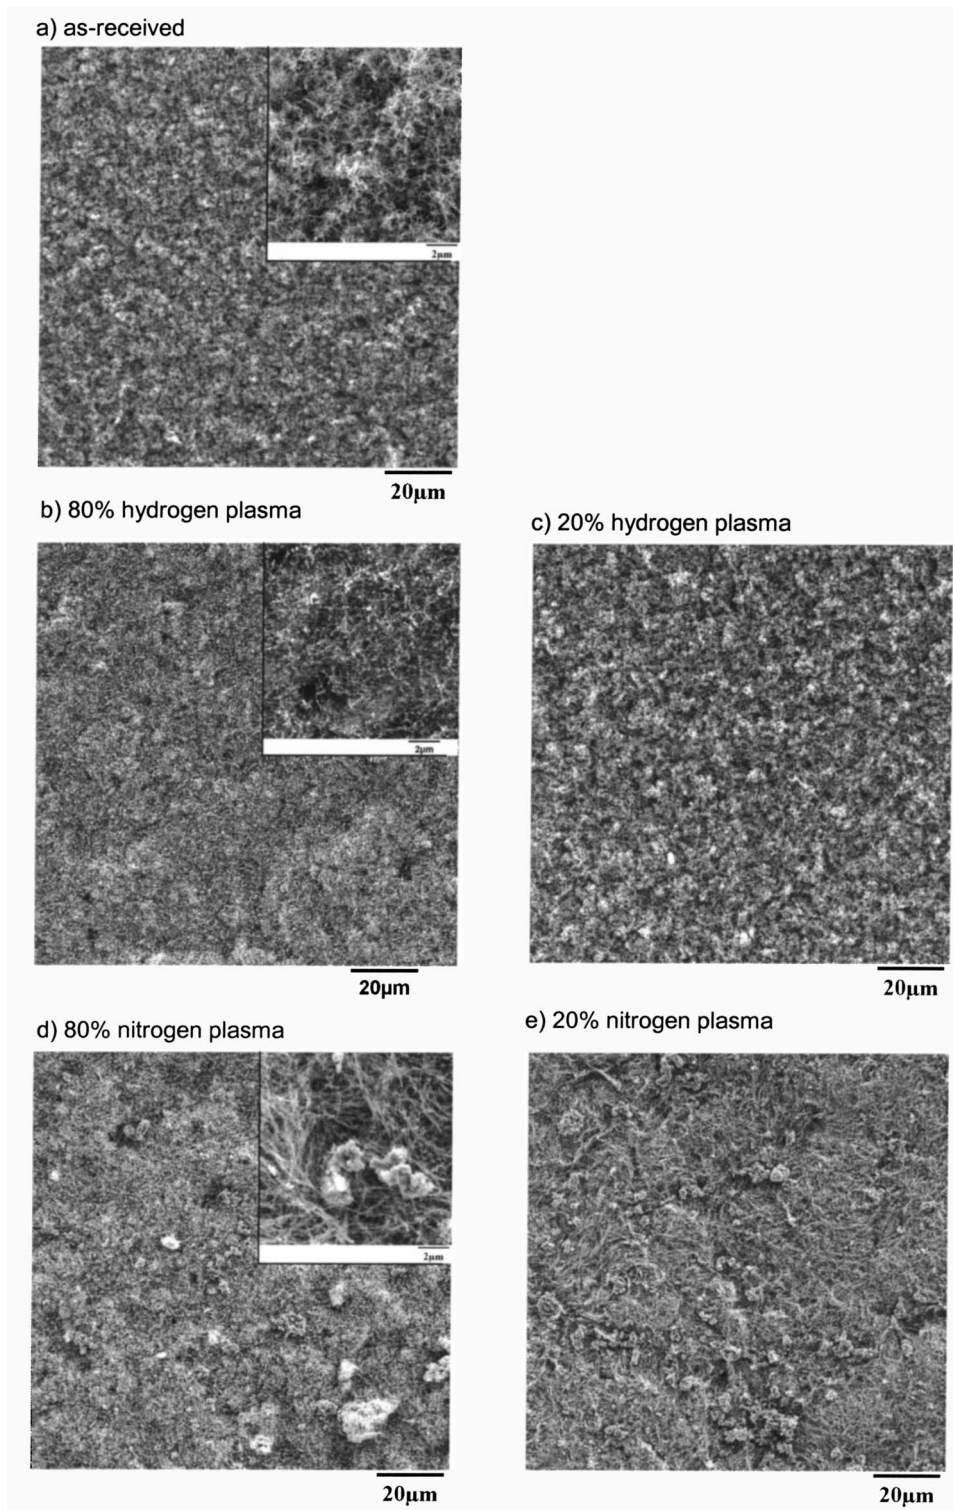 a) as-received
2μm
20μm
b) 80% hydrogen plasma
c) 20% hydrogen plasma
2μm
20μm
20μm
d) 80% nitrogen plasma
e) 20% nitrogen plasma
2μm
20μm
20μm